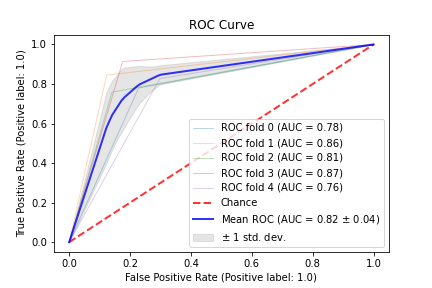 ROC Curve
True Positive Rate (Positive label: 1.0)
1.0
0.8
0.6
0.4
0.2
0.0
ROC fold 0 (AUC = 0.78)
ROC fold 1 (AUC = 0.86)
ROC fold 2 (AUC = 0.81)
ROC fold 3 (AUC = 0.87)
ROC fold 4 (AUC = 0.76)
Chance
Mean ROC (AUC = 0.82 ± 0.04)
± 1 std. dev.
0.0 0.2 0.4 0.6 0.8 1.0
False Positive Rate (Positive label: 1.0)